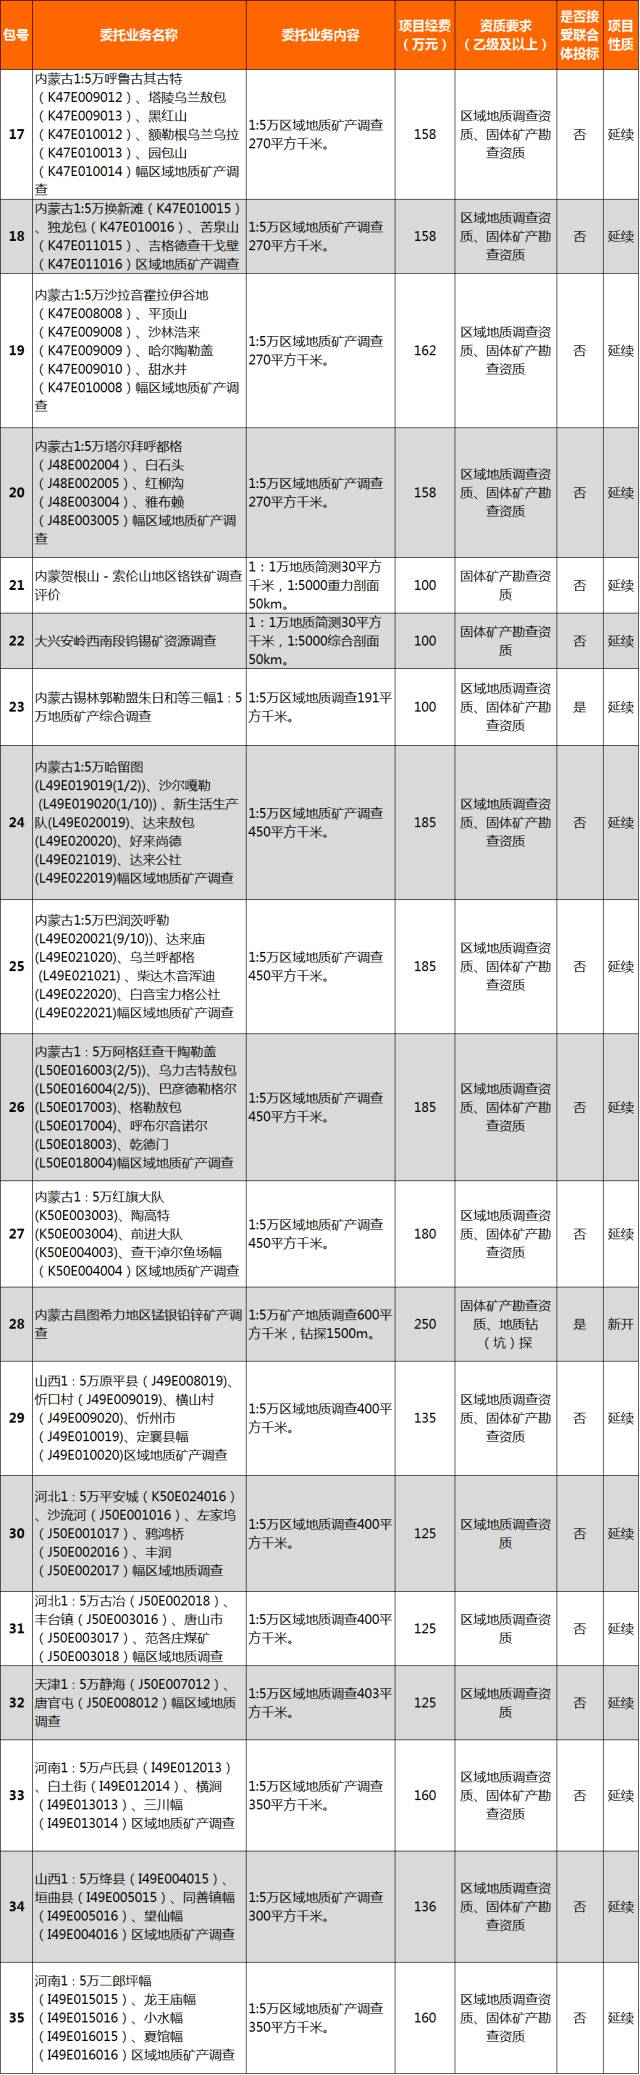 包号 委托业务名称 委托业务内容 项目经费（万元） 资质要求（乙级及以上） 是否接受联合体投标 项目性质
17
内蒙古1:5万呼鲁古其古特
（K47E009012）、塔陵乌兰敖包
（K47E009013）、黑红山
（K47E010012）、额勒根乌兰乌拉
（K47E010013）、园包山
（K47E010014）幅区域地质矿产调
查
1:5万区域地质矿产调查
270平方千米。
158
区域地质调查资
质、固体矿产勘
查资质
否
延续
18
内蒙古1:5万换新滩（K47E010015）
、独龙包（K47E010016）、苦泉山
（K47E011015）、吉格德查干戈壁
（K47E011016）区域地质矿产调查
1:5万区域地质矿产调查
270平方千米。
158
区域地质调查资
质、固体矿产勘
查资质
否
延续
19
内蒙古1:5万沙拉音霍拉伊谷地
（K47E008008）、平顶山
（K47E009008）、沙林浩来
（K47E009009）、哈尔陶勒盖
（K47E009010）、甜水井
（K47E010008）幅区域地质矿产调
查
1:5万区域地质矿产调查
270平方千米。
162
区域地质调查资
质、固体矿产勘
查资质
否
延续
20
内蒙古1:5万塔尔拜呼都格
（J48E002004）、白石头
（J48E002005）、红柳沟
（J48E003004）、雅布赖
（J48E003005）幅区域地质矿产调
查
1:5万区域地质矿产调查
270平方千米。
158
区域地质调查资
质、固体矿产勘
查资质
否
延续
21
内蒙贺根山－索伦山地区铬铁矿调查
评价
1：1万地质简测30平方
千米，1:5000重力剖面
50km。
100
固体矿产勘查资
质
否
延续
22
大兴安岭西南段钨锡矿资源调查
1：1万地质简测30平方
千米，1:5000综合剖面
50km。
100
固体矿产勘查资
质
否
延续
23
内蒙古锡林郭勒盟朱日和等三幅1：5
万地质矿产综合调查
1:5万区域地质调查191平
方千米。
100
区域地质调查资
质、固体矿产勘
查资质
是
延续
24
内蒙古1:5万哈留图
(L49E019019(1/2))、沙尔嘎勒
(L49E019020(1/10)) 、新生活生产
队(L49E020019)、达来敖包
(L49E020020)、好来尚德
(L49E021019)、达来公社
(L49E022019)幅区域地质矿产调查
1:5万区域地质矿产调查
450平方千米。
185
区域地质调查资
质、固体矿产勘
查资质
否
延续
25
内蒙古1:5万巴润茨呼勒
(L49E020021(9/10))、达来庙
(L49E021020)、乌兰呼都格
(L49E021021) 、柴达木音浑迪
(L49E022020)、白音宝力格公社
(L49E022021)幅区域地质矿产调查
1:5万区域地质矿产调查
450平方千米。
185
区域地质调查资
质、固体矿产勘
查资质
否
延续
26
内蒙古1：5万阿格廷查干陶勒盖
(L50E016003(2/5))、乌力吉特敖包
(L50E016004(2/5))、巴彦德勒格尔
(L50E017003)、格勒敖包
(L50E017004)、呼布尔音诺尔
(L50E018003)、乾德门
(L50E018004)幅区域地质矿产调查
1:5万区域地质矿产调查
450平方千米。
185
区域地质调查资
质、固体矿产勘
查资质
否
延续
27
内蒙古1：5万红旗大队
(K50E003003)、陶高特
(K50E003004)、前进大队
(K50E004003)、查干淖尔鱼场幅
（K50E004004）区域地质矿产调查
1:5万区域地质矿产调查
450平方千米。
180
区域地质调查资
质、固体矿产勘
查资质
否
延续
28
内蒙古昌图希力地区锰银铅锌矿产调
查
1:5万矿产地质调查600平
方千米，钻探1500m。
250
固体矿产勘查资
质、地质钻
（坑）探
是
新开
29
山西1：5万原平县（J49E008019)、
忻口村（J49E009019)、横山村
（J49E009020)、忻州市
（J49E010019)、定襄县幅
（J49E010020)区域地质矿产调查
1:5万区域地质调查400平
方千米。
135
区域地质调查资
质、固体矿产勘
查资质
否
延续
30
河北1：5万平安城（K50E024016）
、沙流河（J50E001016）、左家坞
（J50E001017）、鸦鸿桥
（J50E002016）、丰润
（J50E002017）幅区域地质调查
1:5万区域地质调查400平
方千米。
125
区域地质调查资
质
否
延续
31
河北1：5万古冶（J50E002018）、
丰台镇（J50E003016）、唐山市
（J50E003017）、范各庄煤矿
（J50E003018）幅区域地质调查
1:5万区域地质调查400平
方千米。
125
区域地质调查资
质
否
延续
32
天津1：5万静海（J50E007012）、
唐官屯（J50E008012）幅区域地质
调查
1:5万区域地质调查403平
方千米。
125
区域地质调查资
质
否
延续
33
河南1：5万卢氏县（I49E012013）
、白土街（I49E012014）、横涧
（I49E013013）、三川幅
（I49E013014）区域地质矿产调查
1:5万区域地质矿产调查
350平方千米。
160
区域地质调查资
质、固体矿产勘
查资质
否
延续
34
山西1：5万绛县（I49E004015）、
垣曲县（I49E005015）、同善镇幅
（I49E005016）、望仙幅
（I49E004016）区域地质矿产调查
1:5万区域地质矿产调查
300平方千米。
136
区域地质调查资
质、固体矿产勘
查资质
否
延续
35
河南1：5万二郎坪幅
（I49E015015）、龙王庙幅
（I49E015016）、小水幅
（I49E016015）、夏馆幅
（I49E016016）区域地质矿产调查
1:5万区域地质矿产调查
350平方千米。
160
区域地质调查资
质、固体矿产勘
查资质
否
延续